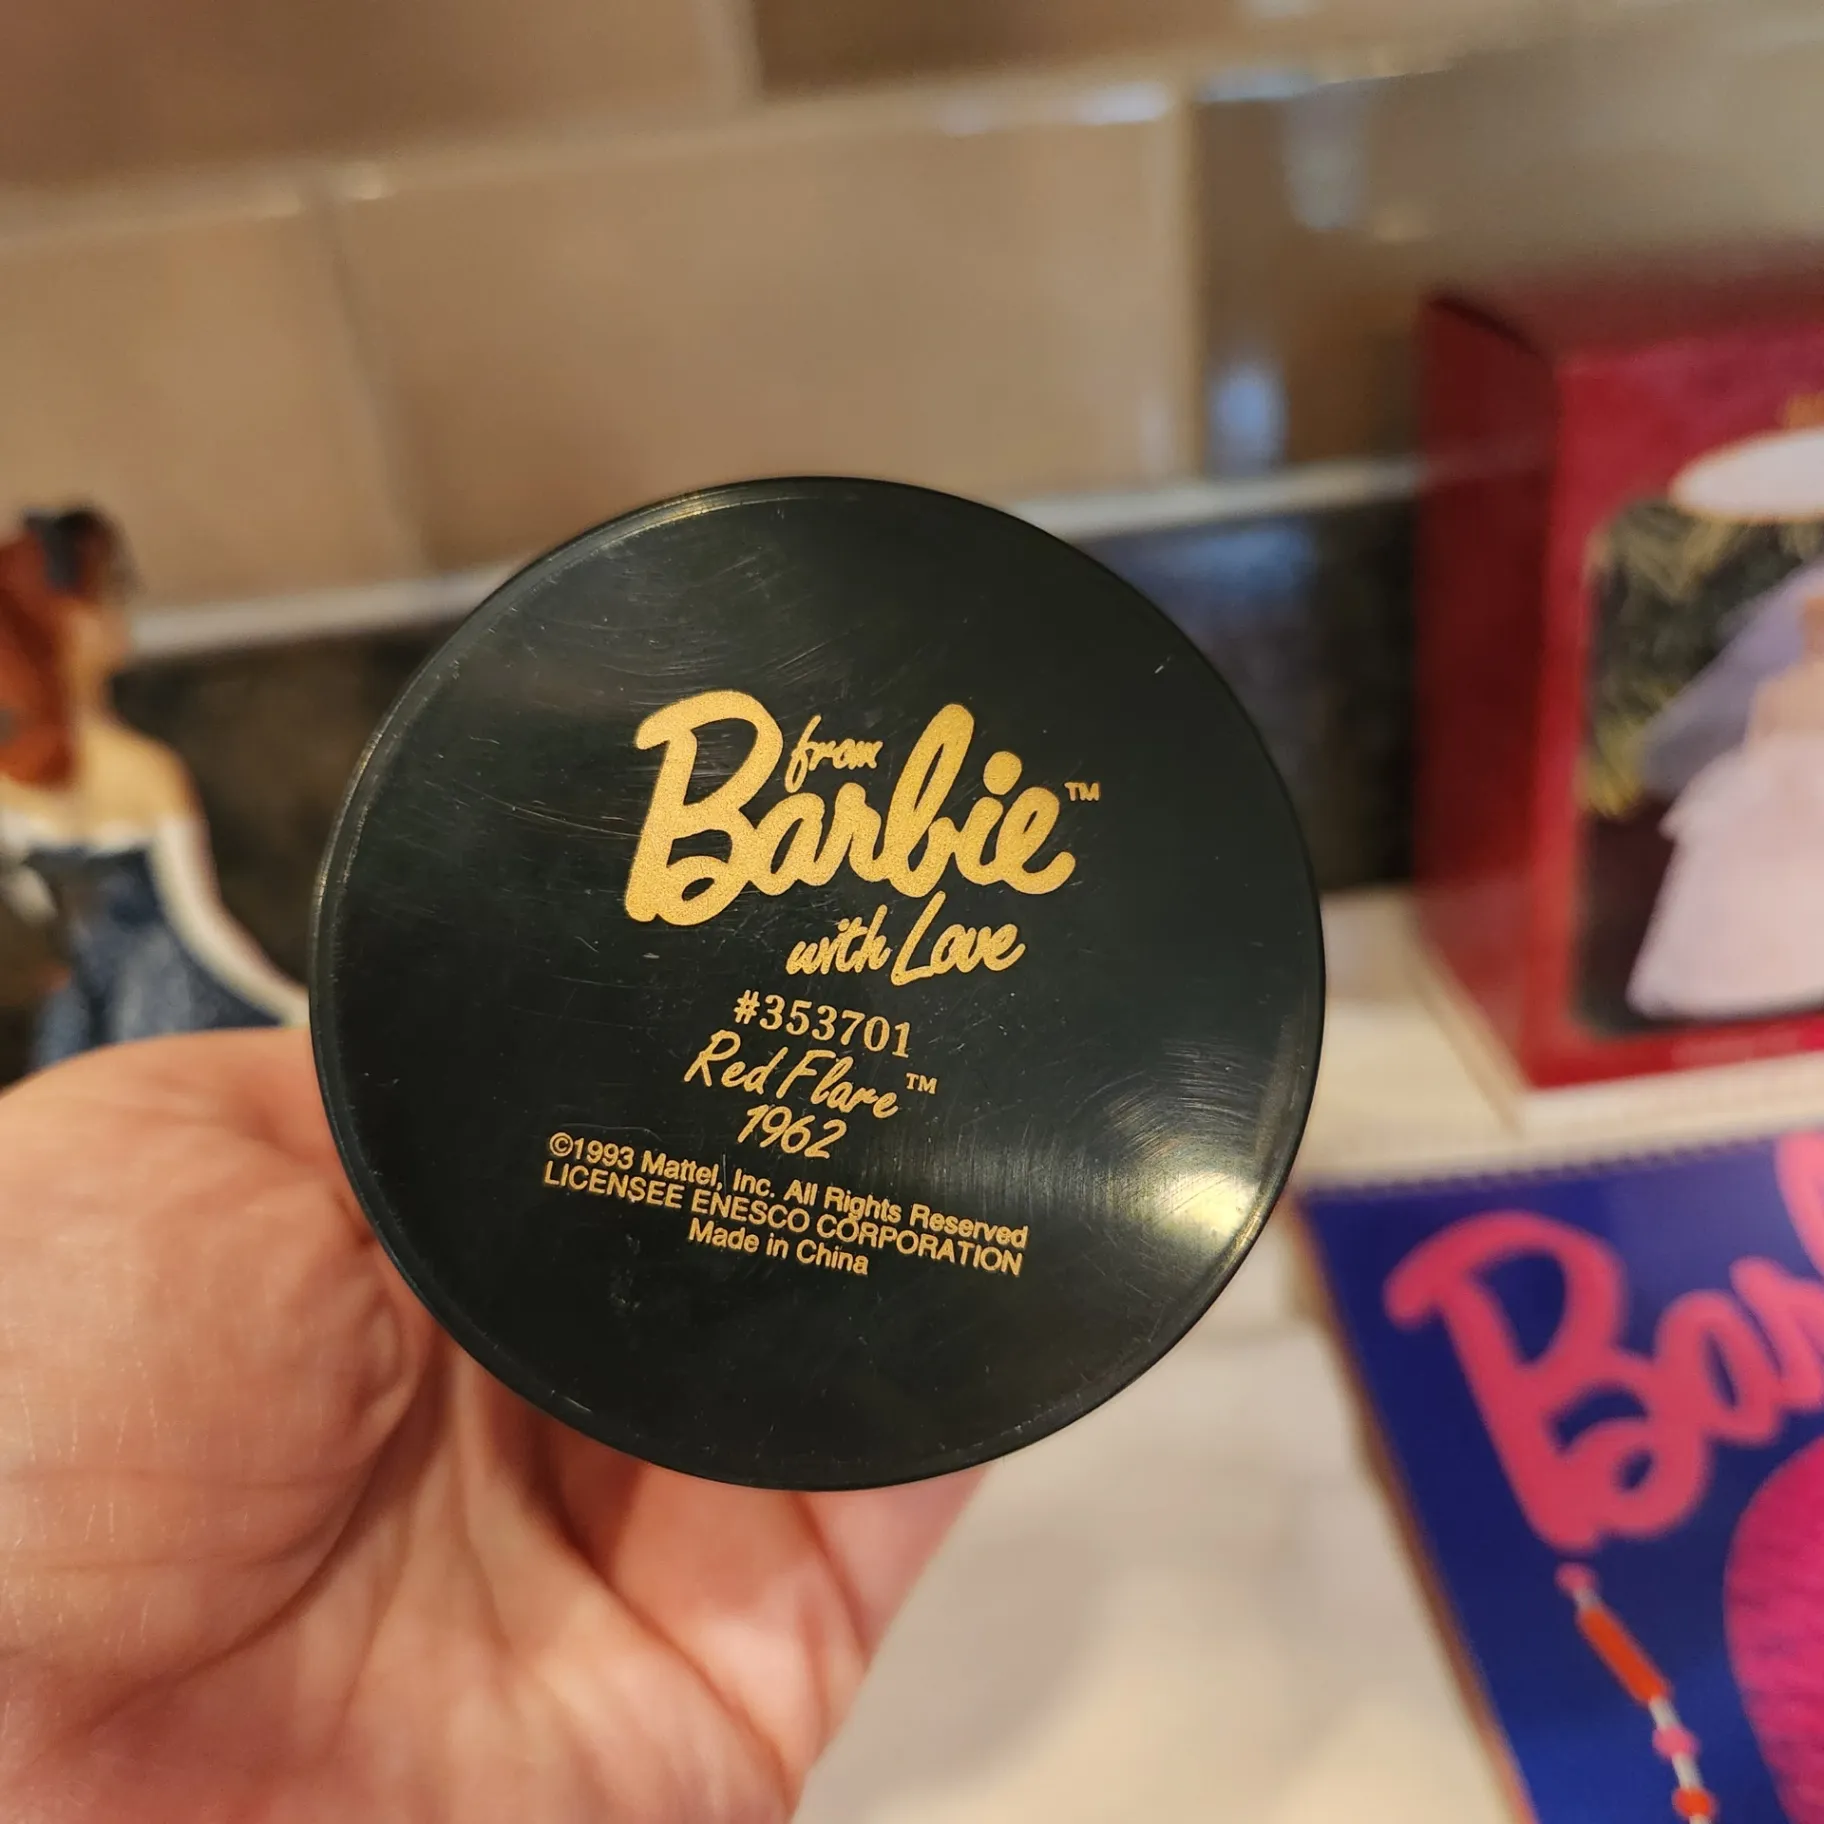 from
Barbie™
with Love
#353701
Red Flare™
1962
©1993 Mattel, Inc. All Rights Reserved
LICENSEE ENESCO CORPORATION
Made in China